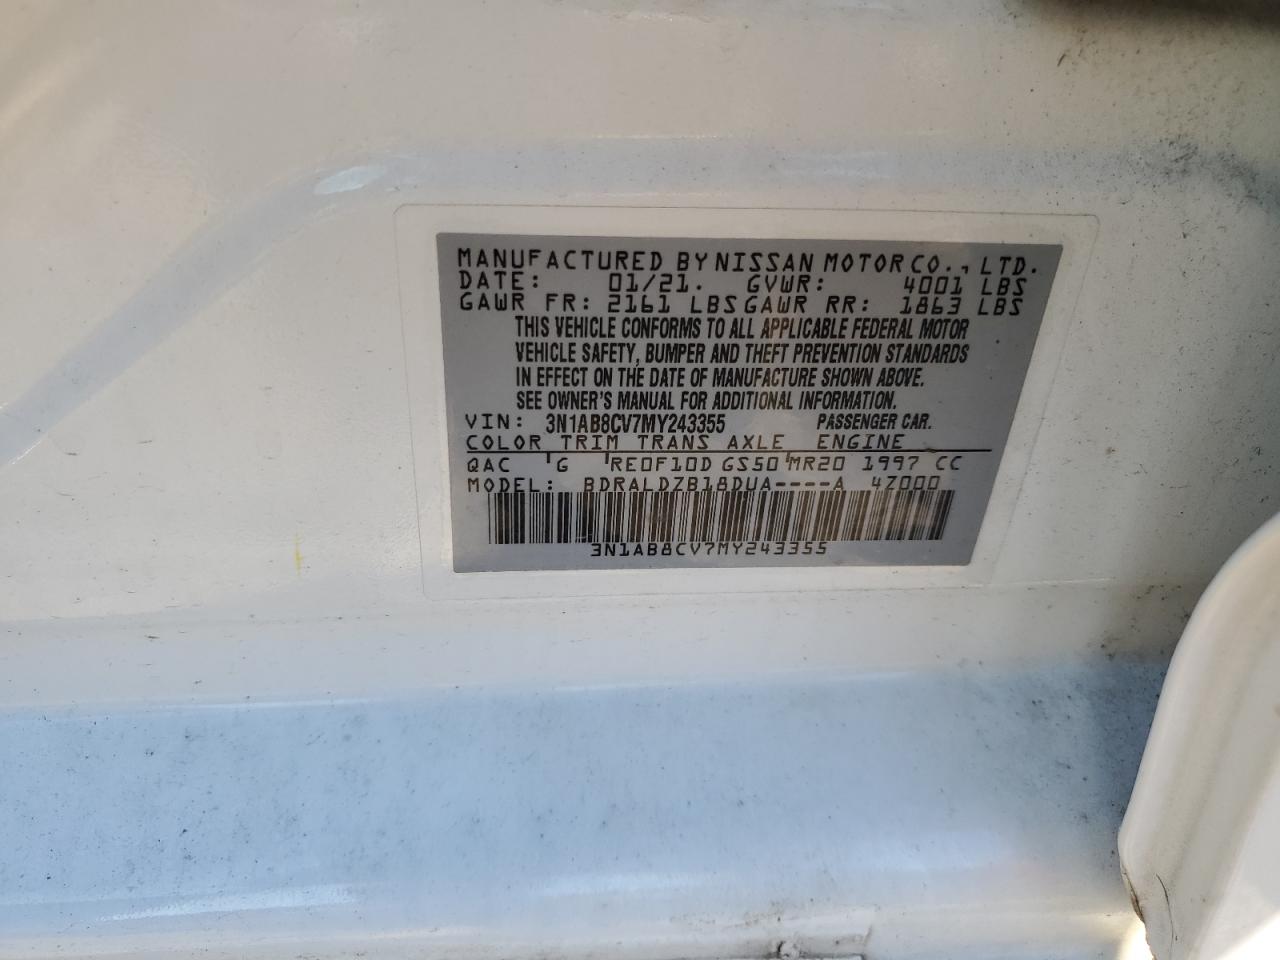 MANUFACTURED BY NISSAN MOTOR CO., LTD.
DATE: 01/21. GVWR: 4001 LBS
GAWR FR: 2161 LBS GAWR RR: 1863 LBS
THIS VEHICLE CONFORMS TO ALL APPLICABLE FEDERAL MOTOR
VEHICLE SAFETY, BUMPER AND THEFT PREVENTION STANDARDS
IN EFFECT ON THE DATE OF MANUFACTURE SHOWN ABOVE.
SEE OWNER'S MANUAL FOR ADDITIONAL INFORMATION.
VIN: 3N1AB8CV7MY243355 PASSENGER CAR.
COLOR TRIM TRANS AXLE ENGINE
QAC G RE0F10D GS50 MR20 1997 CC
MODEL: BDRALDZB18DUA----A 4Z000
3N1AB8CV7MY243355